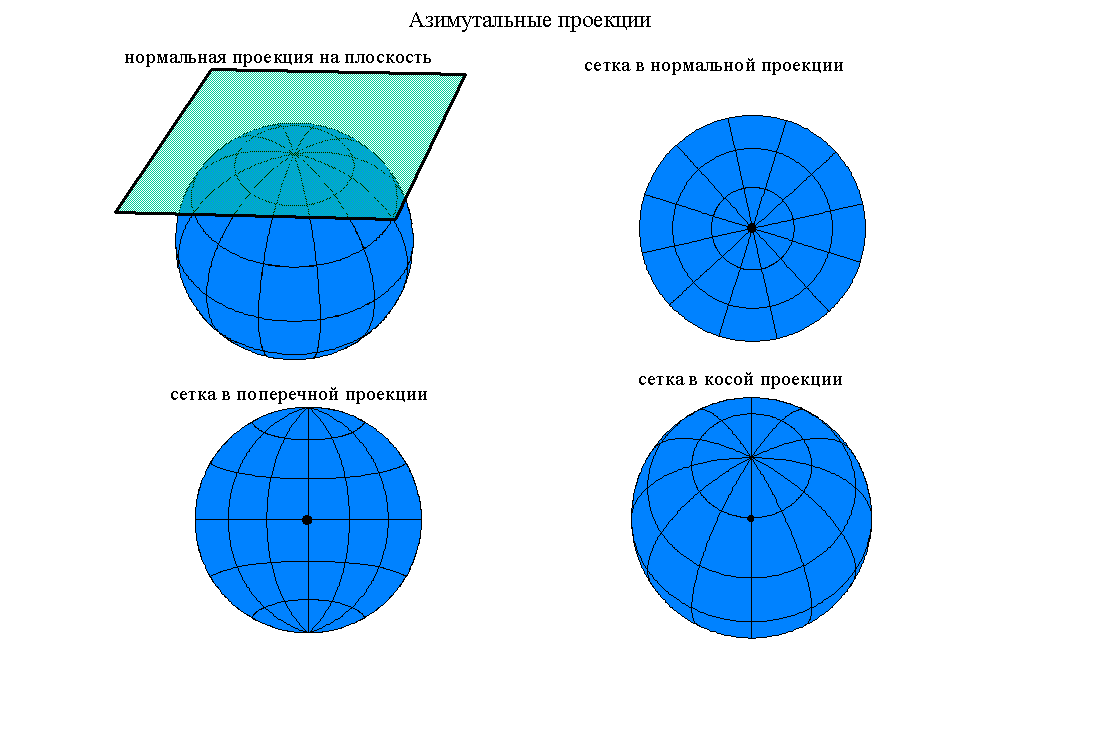 Азимутальные проекции
нормальная проекция на плоскость
сетка в нормальной проекции
сетка в поперечной проекции
сетка в косой проекции